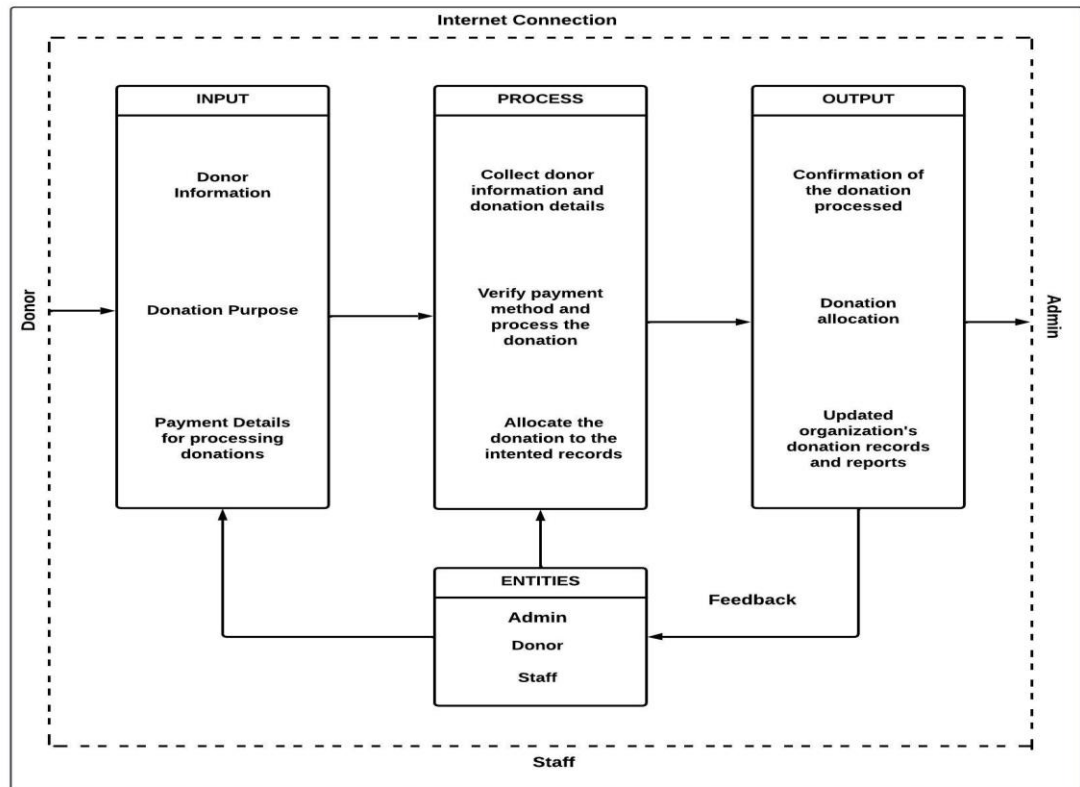 Internet Connection
INPUT
Donor
Information
Donation Purpose
Payment Details
for processing
donations
PROCESS
Collect donor
information and
donation details
Verify payment
method and
process the
donation
Allocate the
donation to the
intented records
OUTPUT
Confirmation of
the donation
processed
Donation
allocation
Updated
organization's
donation records
and reports
Donor
Admin
ENTITIES
Admin
Donor
Staff
Feedback
Staff